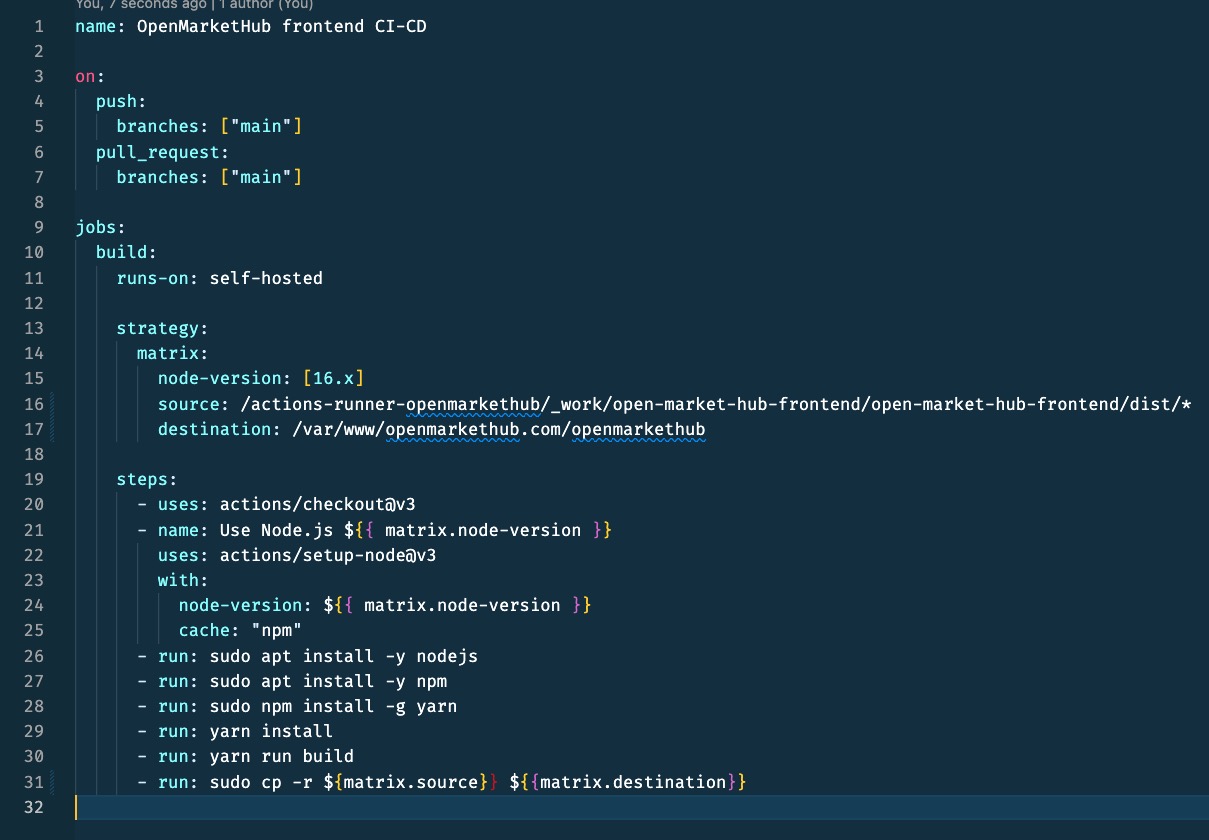 You, 7 seconds ago | 1 author (You)
1 name: OpenMarketHub frontend CI-CD
2
3 on:
4   push:
5     branches: ["main"]
6   pull_request:
7     branches: ["main"]
8
9 jobs:
10   build:
11     runs-on: self-hosted
12
13     strategy:
14       matrix:
15         node-version: [16.x]
16         source: /actions-runner-openmarkethub/_work/open-market-hub-frontend/open-market-hub-frontend/dist/*
17         destination: /var/www/openmarkethub.com/openmarkethub
18
19     steps:
20       - uses: actions/checkout@v3
21       - name: Use Node.js ${{ matrix.node-version }}
22         uses: actions/setup-node@v3
23         with:
24           node-version: ${{ matrix.node-version }}
25           cache: "npm"
26       - run: sudo apt install -y nodejs
27       - run: sudo apt install -y npm
28       - run: sudo npm install -g yarn
29       - run: yarn install
30       - run: yarn run build
31       - run: sudo cp -r ${matrix.source}} ${{matrix.destination}}
32